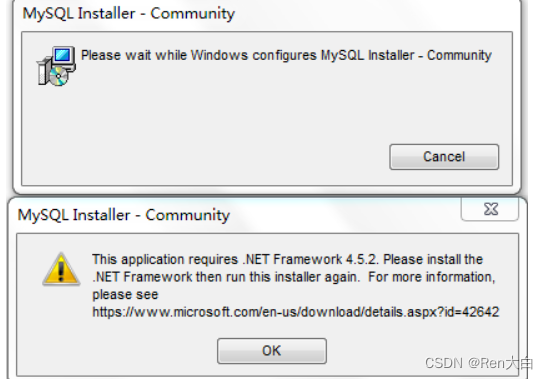 MySQL Installer - Community
Please wait while Windows configures MySQL Installer - Community
Cancel
MySQL Installer - Community
This application requires .NET Framework 4.5.2. Please install the
.NET Framework then run this installer again.  For more information,
please see
https://www.microsoft.com/en-us/download/details.aspx?id=42642
OK
CSDN @Ren大白